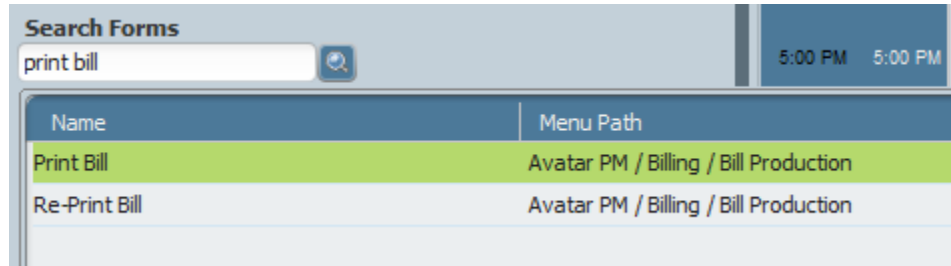 Search Forms
print bill
5:00 PM 5:00 PM
Name Menu Path
Print Bill Avatar PM / Billing / Bill Production
Re-Print Bill Avatar PM / Billing / Bill Production